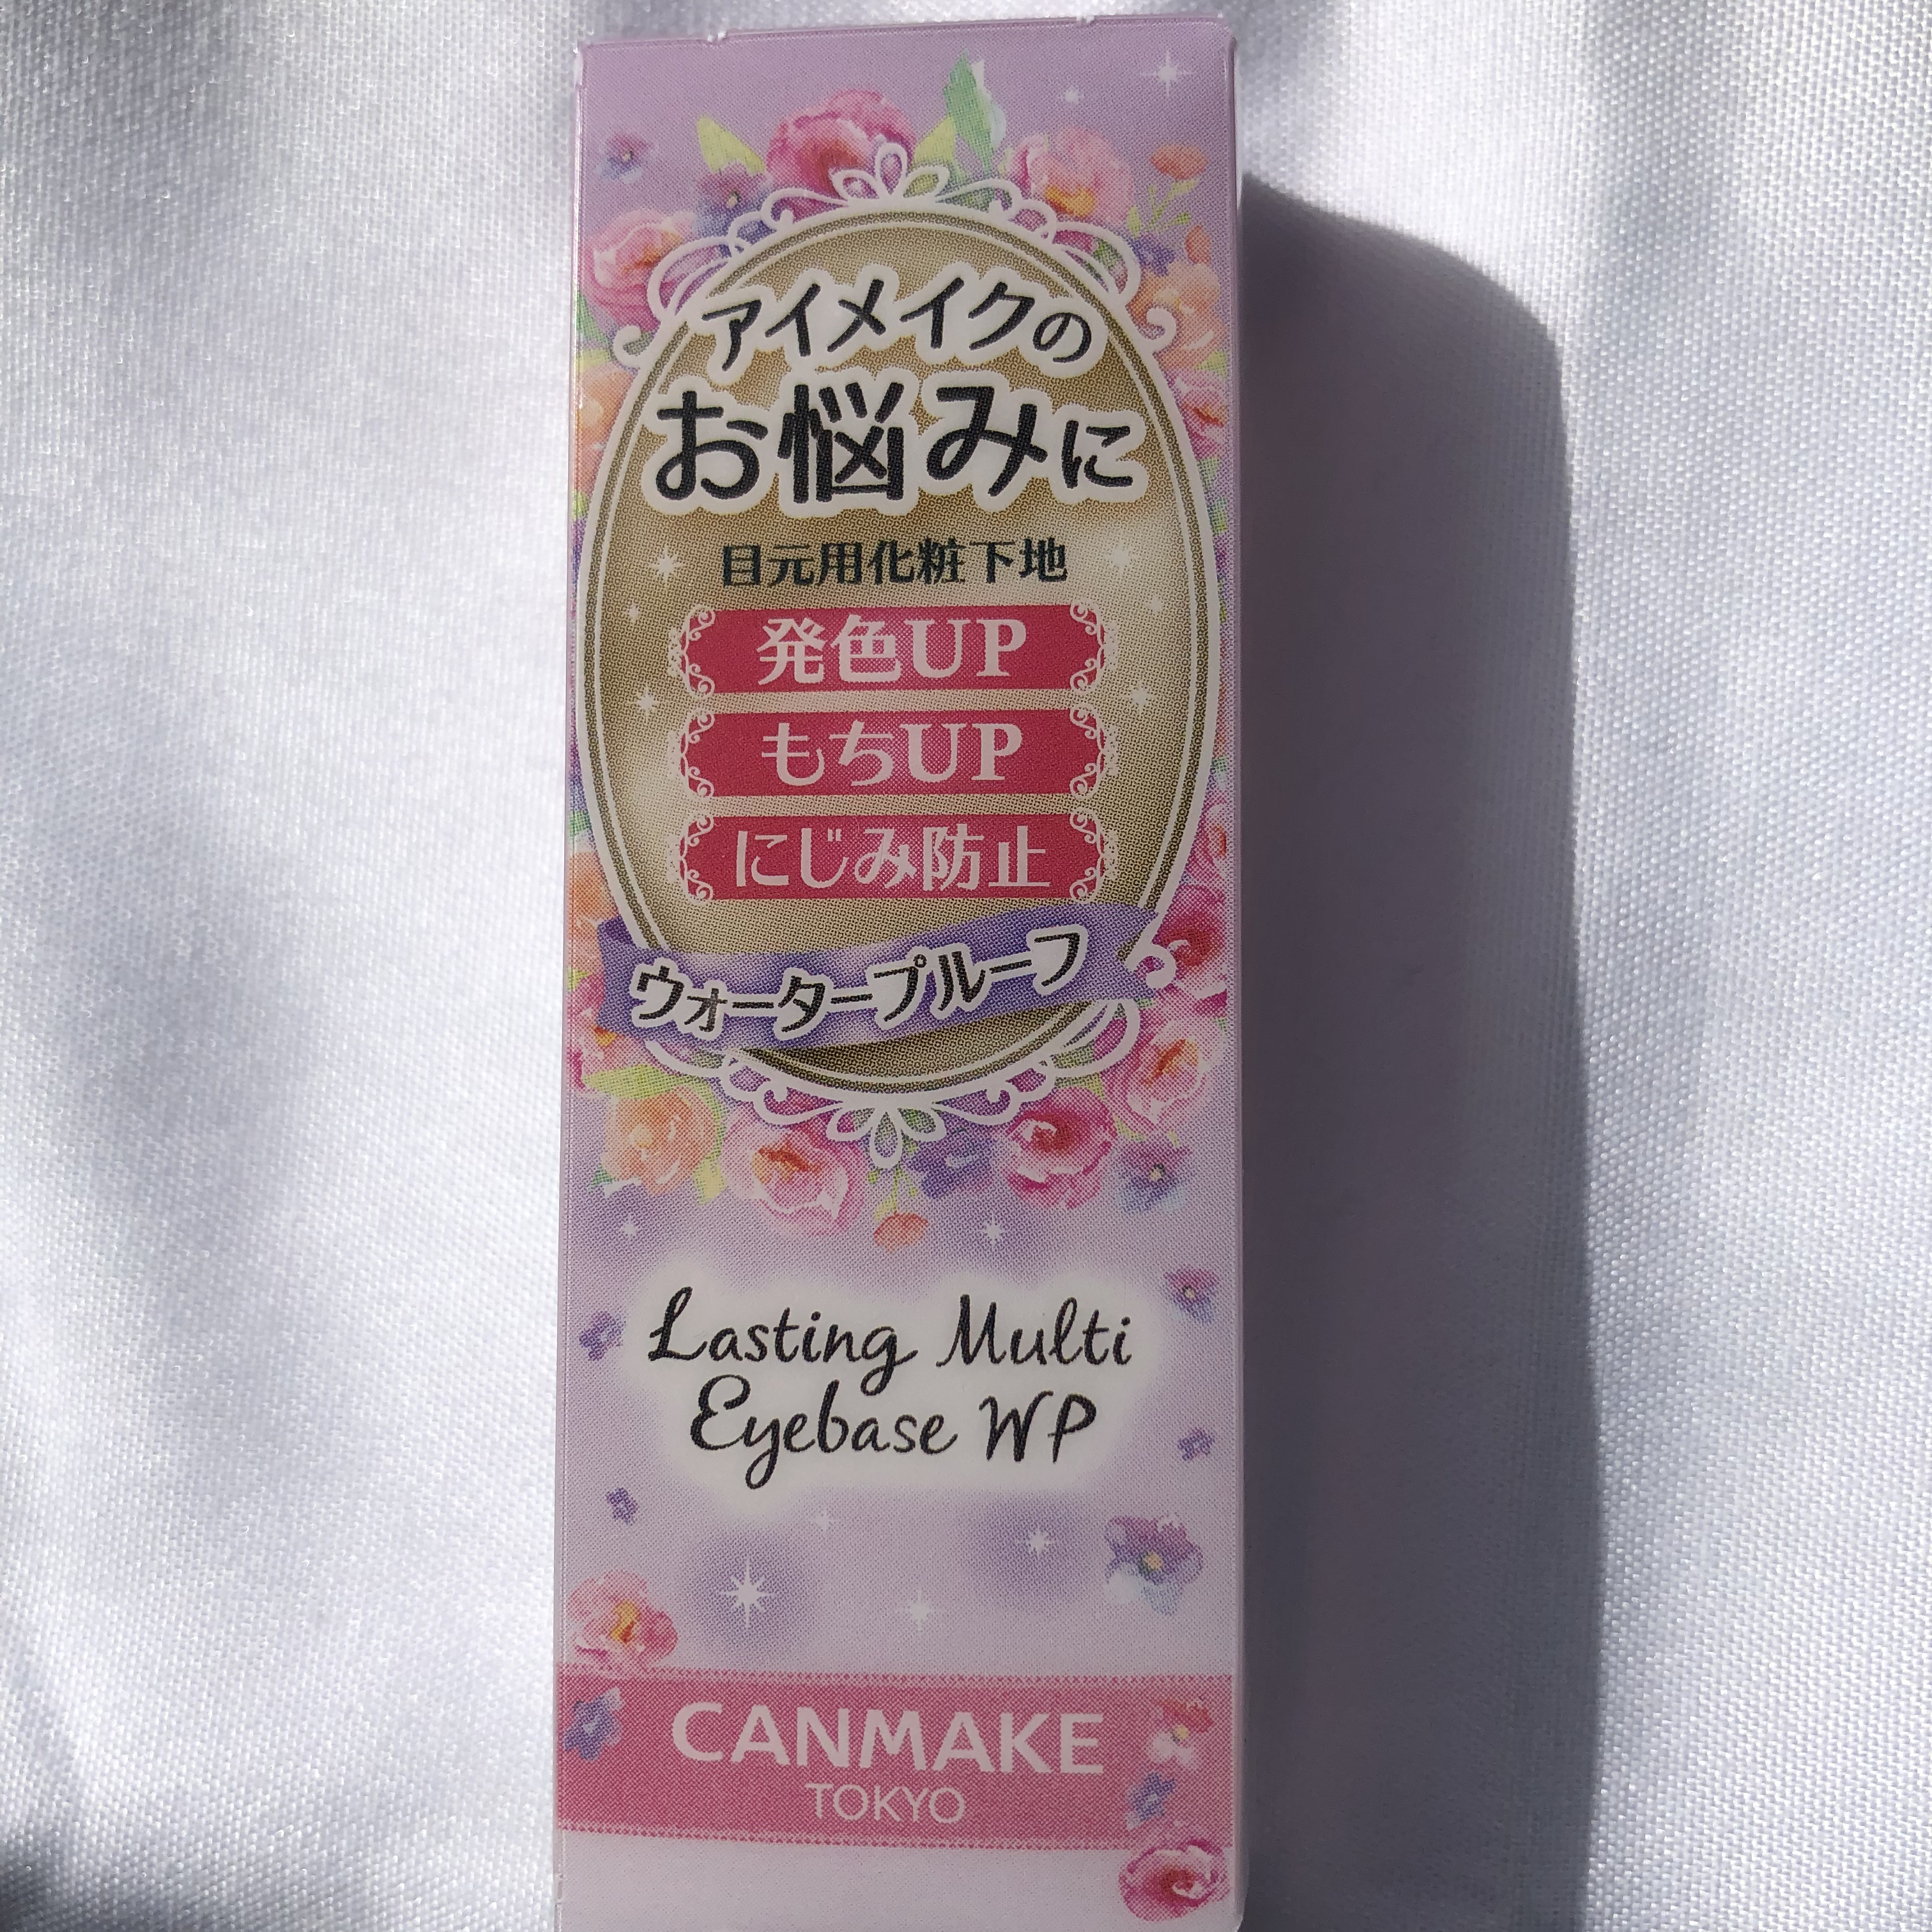 アイメイクの
お悩みに
目元用化粧下地
発色UP
もちUP
にじみ防止
ウォータープルーフ
Lasting Multi
Eyebase WP
CANMAKE
TOKYO